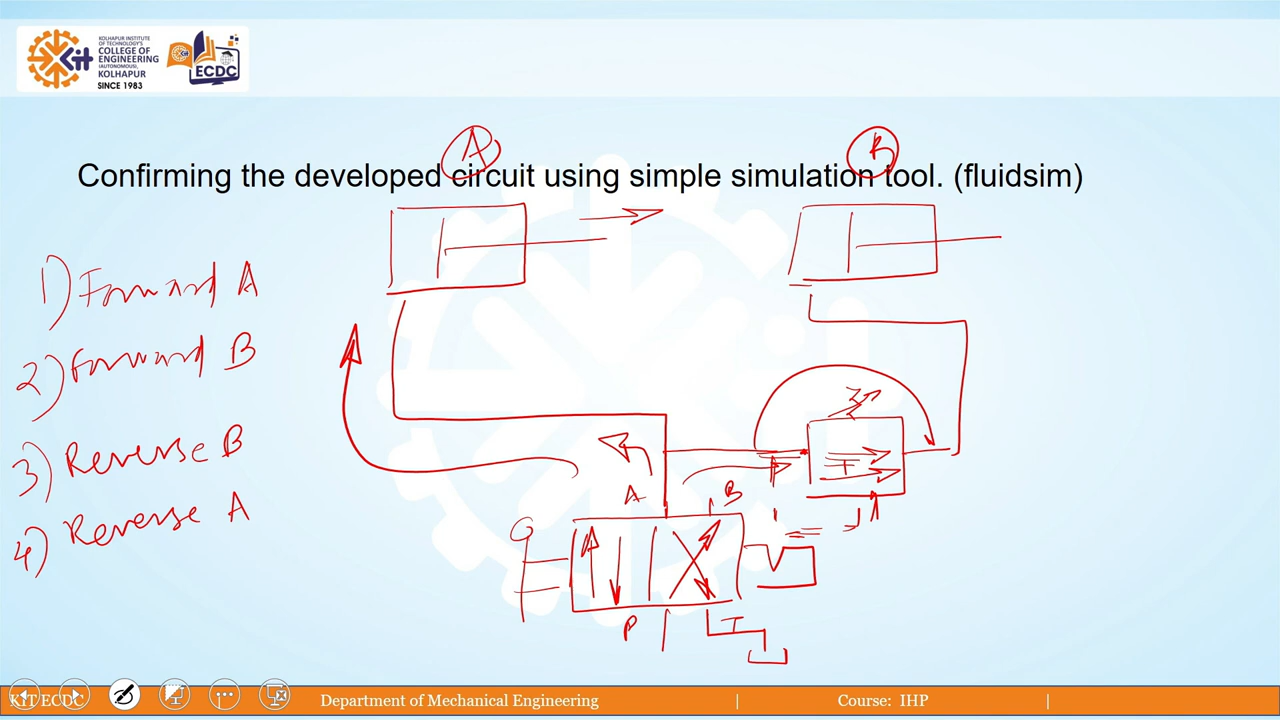 KOLHAPUR INSTITUTE
OF TECHNOLOGY'S
COLLEGE OF
ENGINEERING
(AUTONOMOUS),
KOLHAPUR
SINCE 1983
KIT
ECDC
A
B
Confirming the developed circuit using simple simulation tool. (fluidsim)
1) Forward A
2) Forward B
3) Reverse B
4) Reverse A
A
B
P
T
KIT ECDC
Department of Mechanical Engineering
|
Course: IHP
|